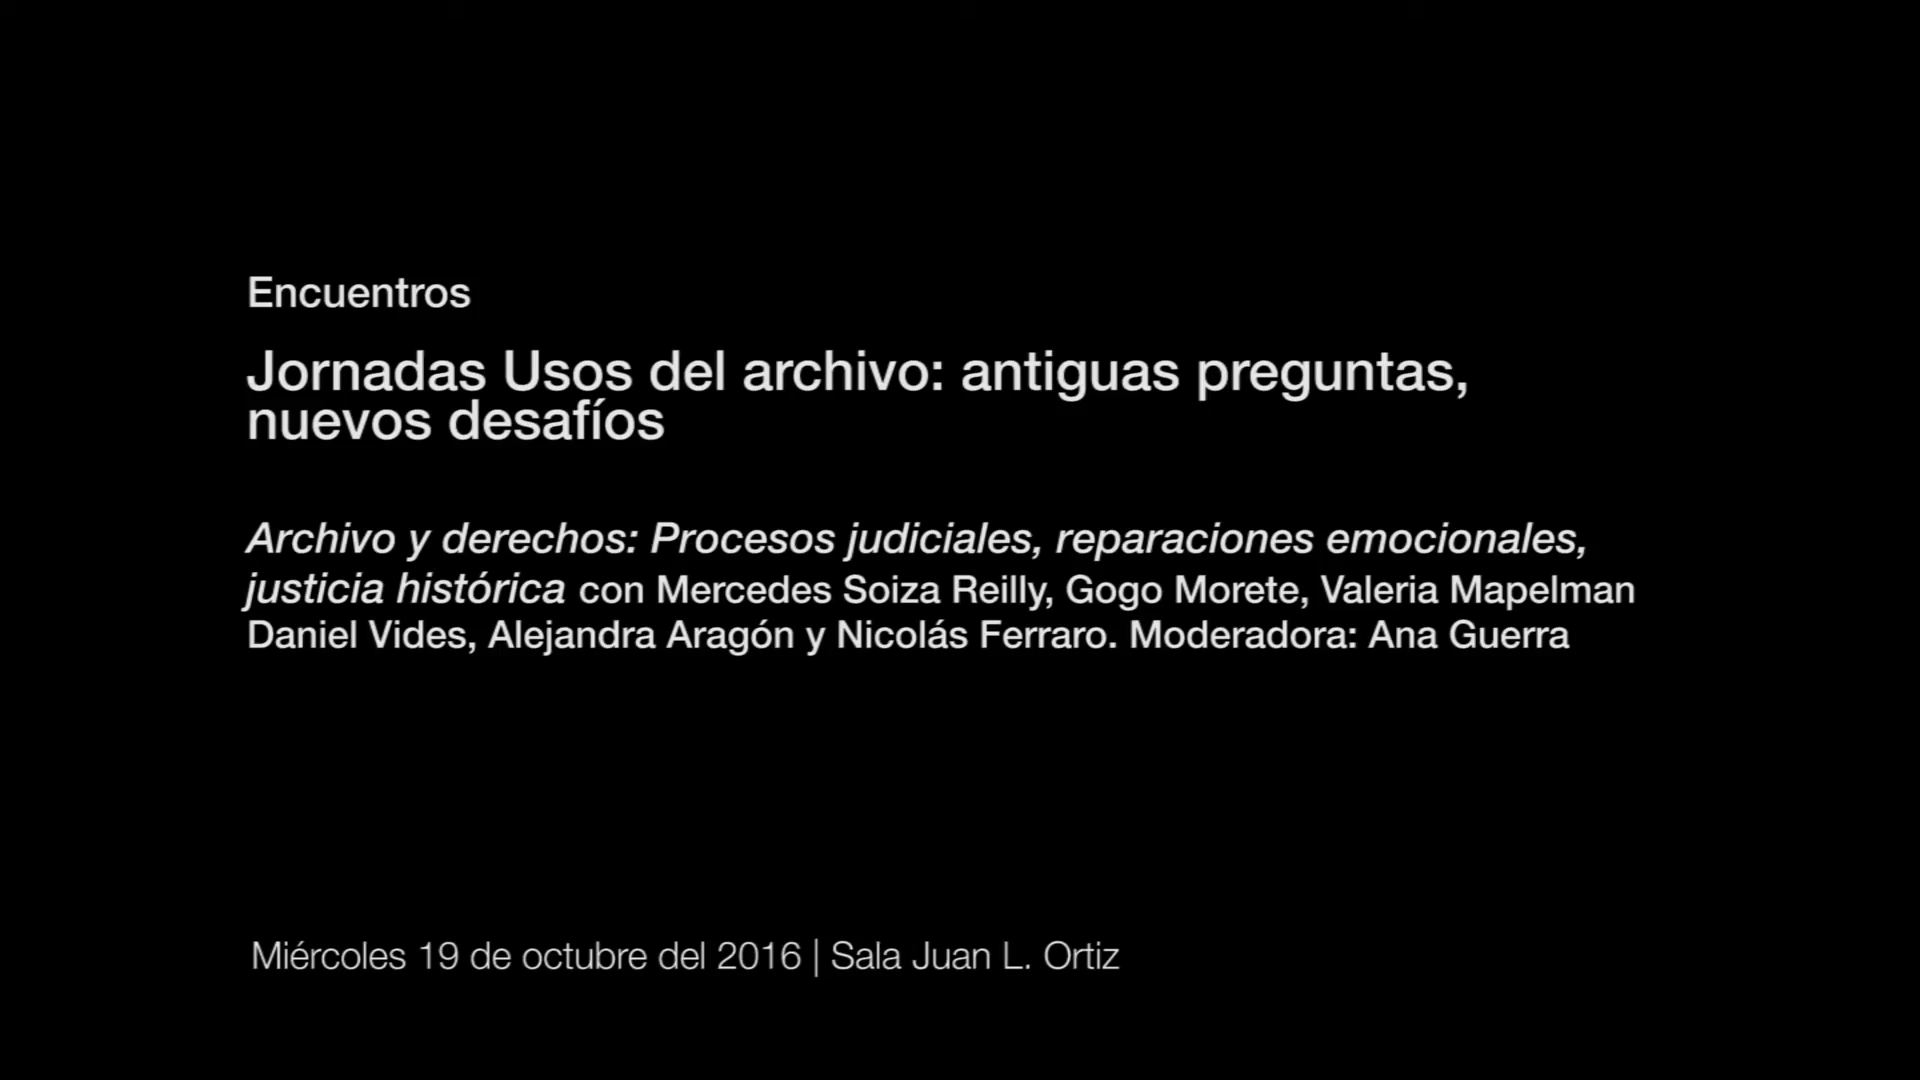 Encuentros
Jornadas Usos del archivo: antiguas preguntas,
nuevos desafíos
Archivo y derechos: Procesos judiciales, reparaciones emocionales,
justicia histórica con Mercedes Soiza Reilly, Gogo Morete, Valeria Mapelman
Daniel Vides, Alejandra Aragón y Nicolás Ferraro. Moderadora: Ana Guerra
Miércoles 19 de octubre del 2016 | Sala Juan L. Ortiz